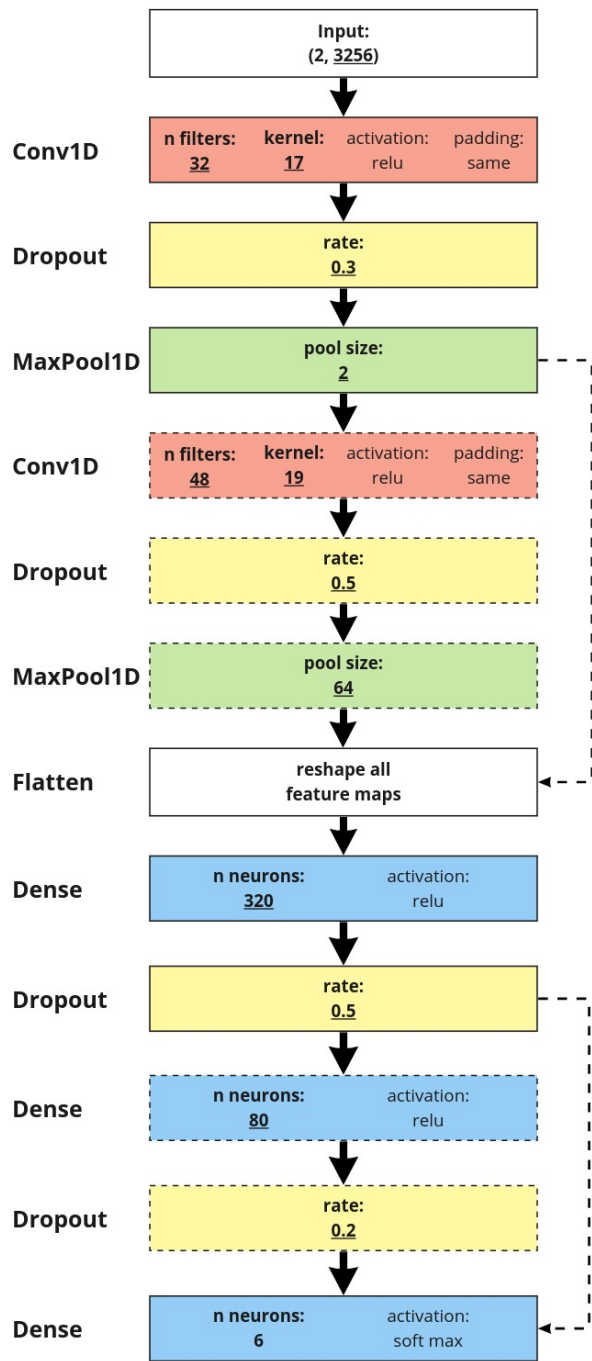 Input:
(2, 3256)
Conv1D
n filters: kernel: activation: padding:
32 17 relu same
Dropout
rate:
0.3
MaxPool1D
pool size:
2
Conv1D
n filters: kernel: activation: padding:
48 19 relu same
Dropout
rate:
0.5
MaxPool1D
pool size:
64
Flatten
reshape all
feature maps
Dense
n neurons: activation:
320 relu
Dropout
rate:
0.5
Dense
n neurons: activation:
80 relu
Dropout
rate:
0.2
Dense
n neurons: activation:
6 soft max